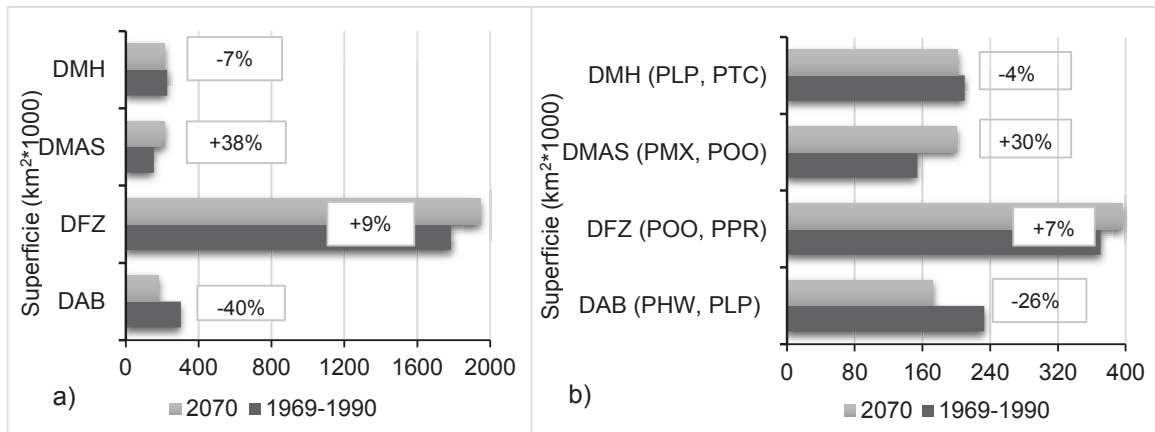 Superficie (km²*1000)
DMH
-7%
DMAS
+38%
DFZ
+9%
DAB
-40%
0 400 800 1200 1600 2000
a)
2070 1969-1990
Superficie (km²*1000)
DMH (PLP, PTC)
-4%
DMAS (PMX, POO)
+30%
DFZ (POO, PPR)
+7%
DAB (PHW, PLP)
-26%
0 80 160 240 320 400
b)
2070 1969-1990